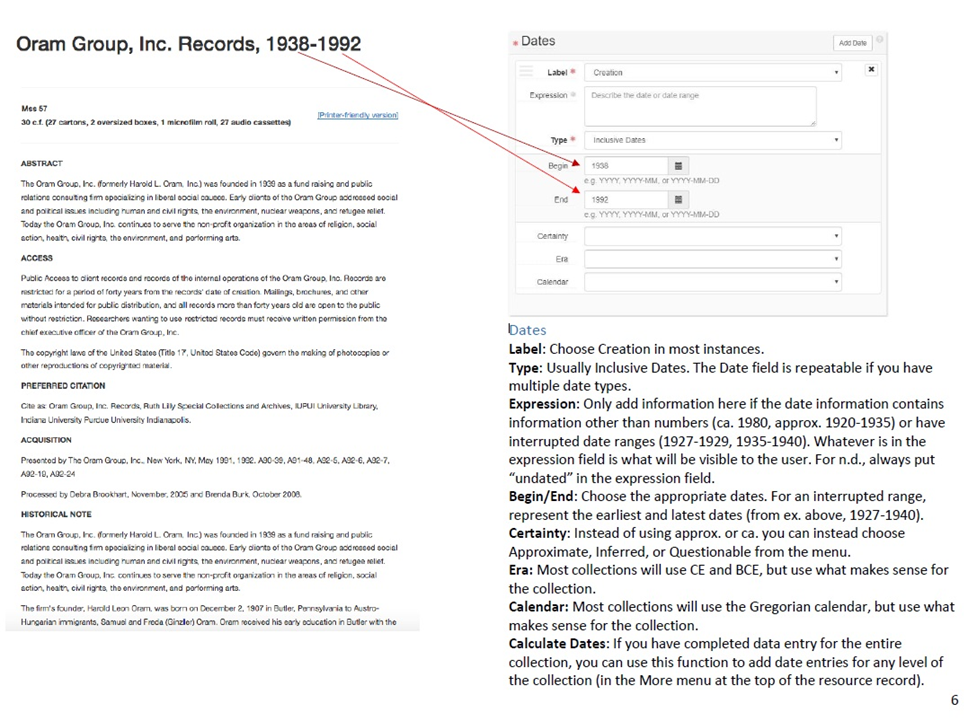 Oram Group, Inc. Records, 1938-1992
Mss 57
30 c.f. (27 cartons, 2 oversized boxes, 1 microfilm roll, 27 audio cassettes)
[Printer-friendly version]
ABSTRACT
The Oram Group, Inc. (formerly Harold L. Oram, Inc.) was founded in 1939 as a fund raising and public
relations consulting firm specializing in liberal social causes. Early clients of the Oram Group addressed social
and political issues including human and civil rights, the environment, nuclear weapons, and refugee relief.
Today the Oram Group, Inc. continues to serve the non-profit organization in the areas of religion, social
action, health, civil rights, the environment, and performing arts.
ACCESS
Public Access to client records and records of the internal operations of the Oram Group, Inc. Records are
restricted for a period of forty years from the records' date of creation. Mailings, brochures, and other
materials intended for public distribution, and all records more than forty years old are open to the public
without restriction. Researchers wanting to use restricted records must receive written permission from the
chief executive officer of the Oram Group, Inc.
The copyright laws of the United States (Title 17, United States Code) govern the making of photocopies or
other reproductions of copyrighted material.
PREFERRED CITATION
Cite as: Oram Group, Inc. Records, Ruth Lilly Special Collections and Archives, IUPUI University Library,
Indiana University Purdue University Indianapolis.
ACQUISITION
Presented by The Oram Group, Inc., New York, NY, May 1991, 1992. A90-39, A91-48, A92-5, A92-6, A92-7,
A92-19, A92-24
Processed by Debra Brookhart, November, 2005 and Brenda Burk, October 2008.
HISTORICAL NOTE
The Oram Group, Inc. (formerly Harold L. Oram, Inc.) was founded in 1939 as a fund raising and public
relations consulting firm specializing in liberal social causes. Early clients of the Oram Group addressed social
and political issues including human and civil rights, the environment, nuclear weapons, and refugee relief.
Today the Oram Group, Inc. continues to serve the non-profit organization in the areas of religion, social
action, health, civil rights, the environment, and performing arts.
The firm's founder, Harold Leon Oram, was born on December 2, 1907 in Butler, Pennsylvania to Austro-
Hungarian immigrants, Samuel and Freda (Ginzler) Oram. Oram received his early education in Butler with the
* Dates
Add Date
Label * Creation
Expression Describe the date or date range
Type * Inclusive Dates
Begin 1938
e.g. YYYY, YYYY-MM, or YYYY-MM-DD
End 1992
e.g. YYYY, YYYY-MM, or YYYY-MM-DD
Certainty
Era
Calendar
Dates
Label: Choose Creation in most instances.
Type: Usually Inclusive Dates. The Date field is repeatable if you have
multiple date types.
Expression: Only add information here if the date information contains
information other than numbers (ca. 1980, approx. 1920-1935) or have
interrupted date ranges (1927-1929, 1935-1940). Whatever is in the
expression field is what will be visible to the user. For n.d., always put
“undated” in the expression field.
Begin/End: Choose the appropriate dates. For an interrupted range,
represent the earliest and latest dates (from ex. above, 1927-1940).
Certainty: Instead of using approx. or ca. you can instead choose
Approximate, Inferred, or Questionable from the menu.
Era: Most collections will use CE and BCE, but use what makes sense for
the collection.
Calendar: Most collections will use the Gregorian calendar, but use what
makes sense for the collection.
Calculate Dates: If you have completed data entry for the entire
collection, you can use this function to add date entries for any level of
the collection (in the More menu at the top of the resource record).
6